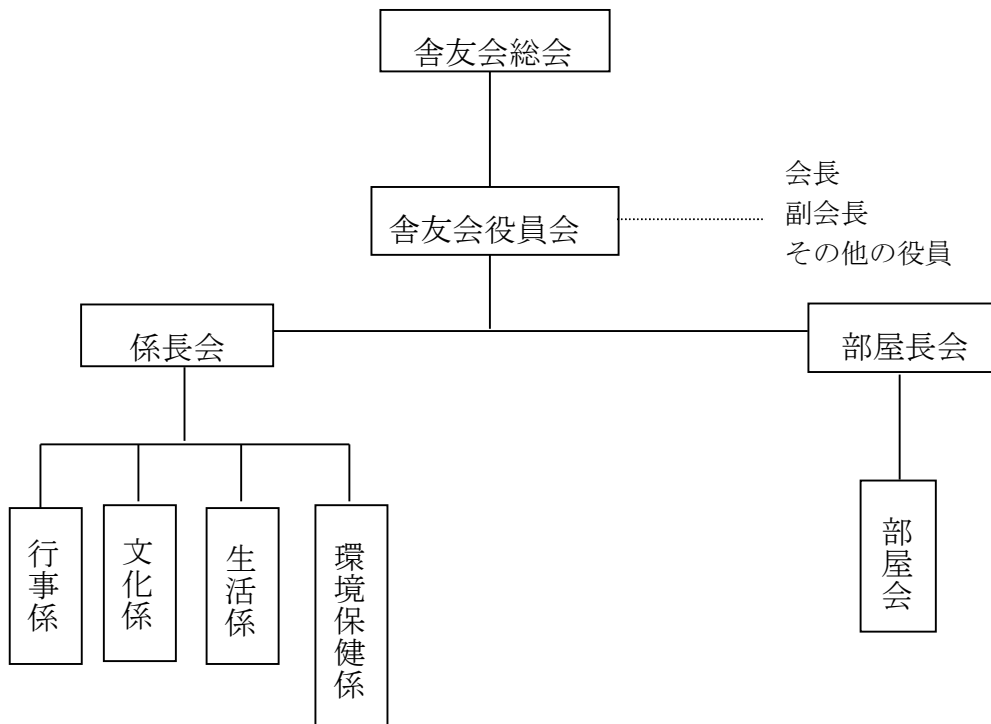 舎友会総会
舎友会役員会
会長
副会長
その他の役員
係長会
部屋長会
行事係
文化係
生活係
環境保健係
部屋会